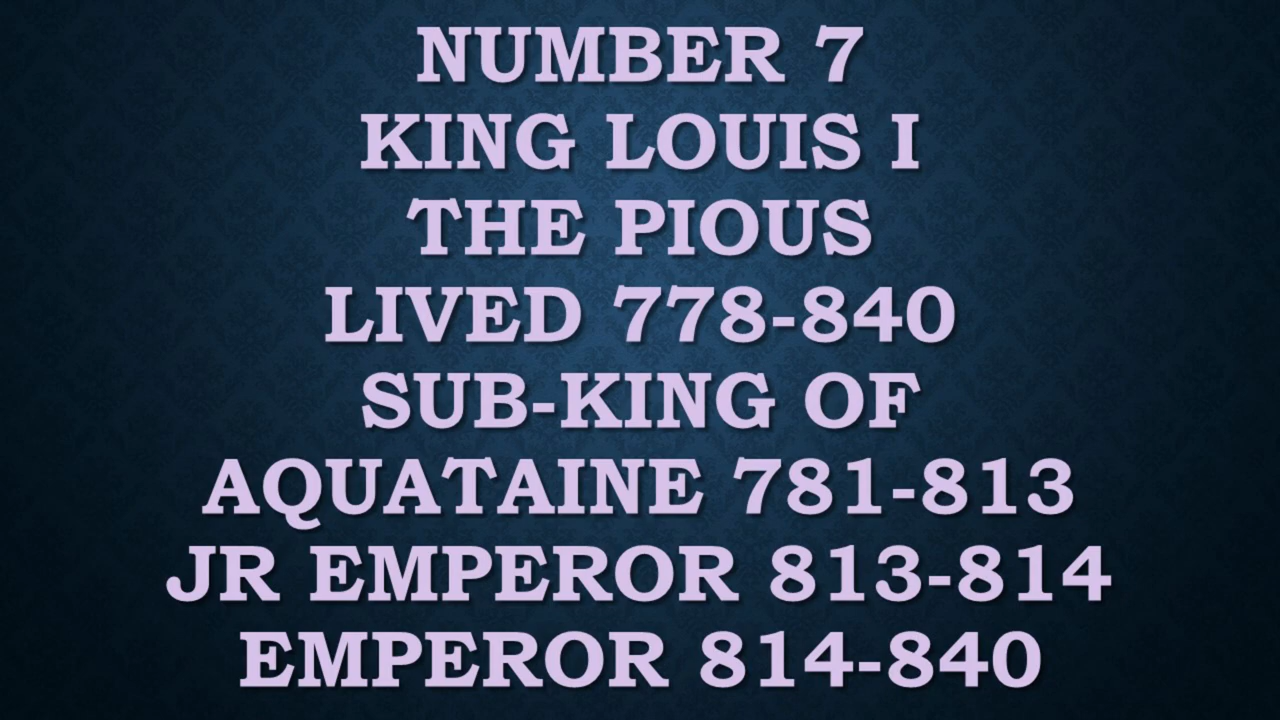 NUMBER 7
KING LOUIS I
THE PIOUS
LIVED 778-840
SUB-KING OF
AQUATAINE 781-813
JR EMPEROR 813-814
EMPEROR 814-840